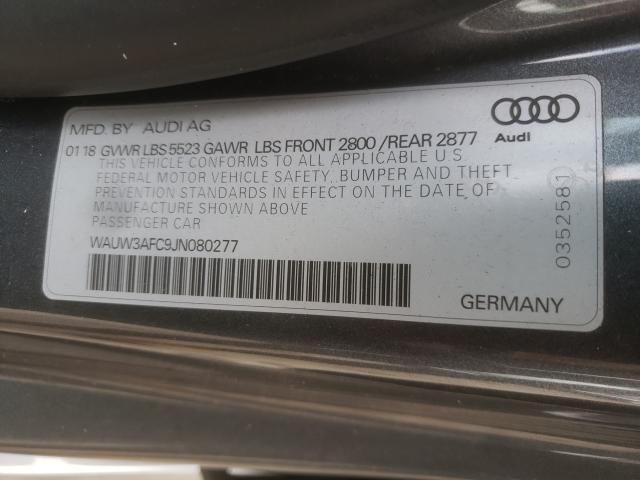 MFD. BY AUDI AG
Audi
01 18 GVWR LBS 5523 GAWR LBS FRONT 2800 /REAR 2877
THIS VEHICLE CONFORMS TO ALL APPLICABLE U.S
FEDERAL MOTOR VEHICLE SAFETY, BUMPER AND THEFT
PREVENTION STANDARDS IN EFFECT ON THE DATE OF
MANUFACTURE SHOWN ABOVE
PASSENGER CAR
WAUW3AFC9JN080277
0352581
GERMANY